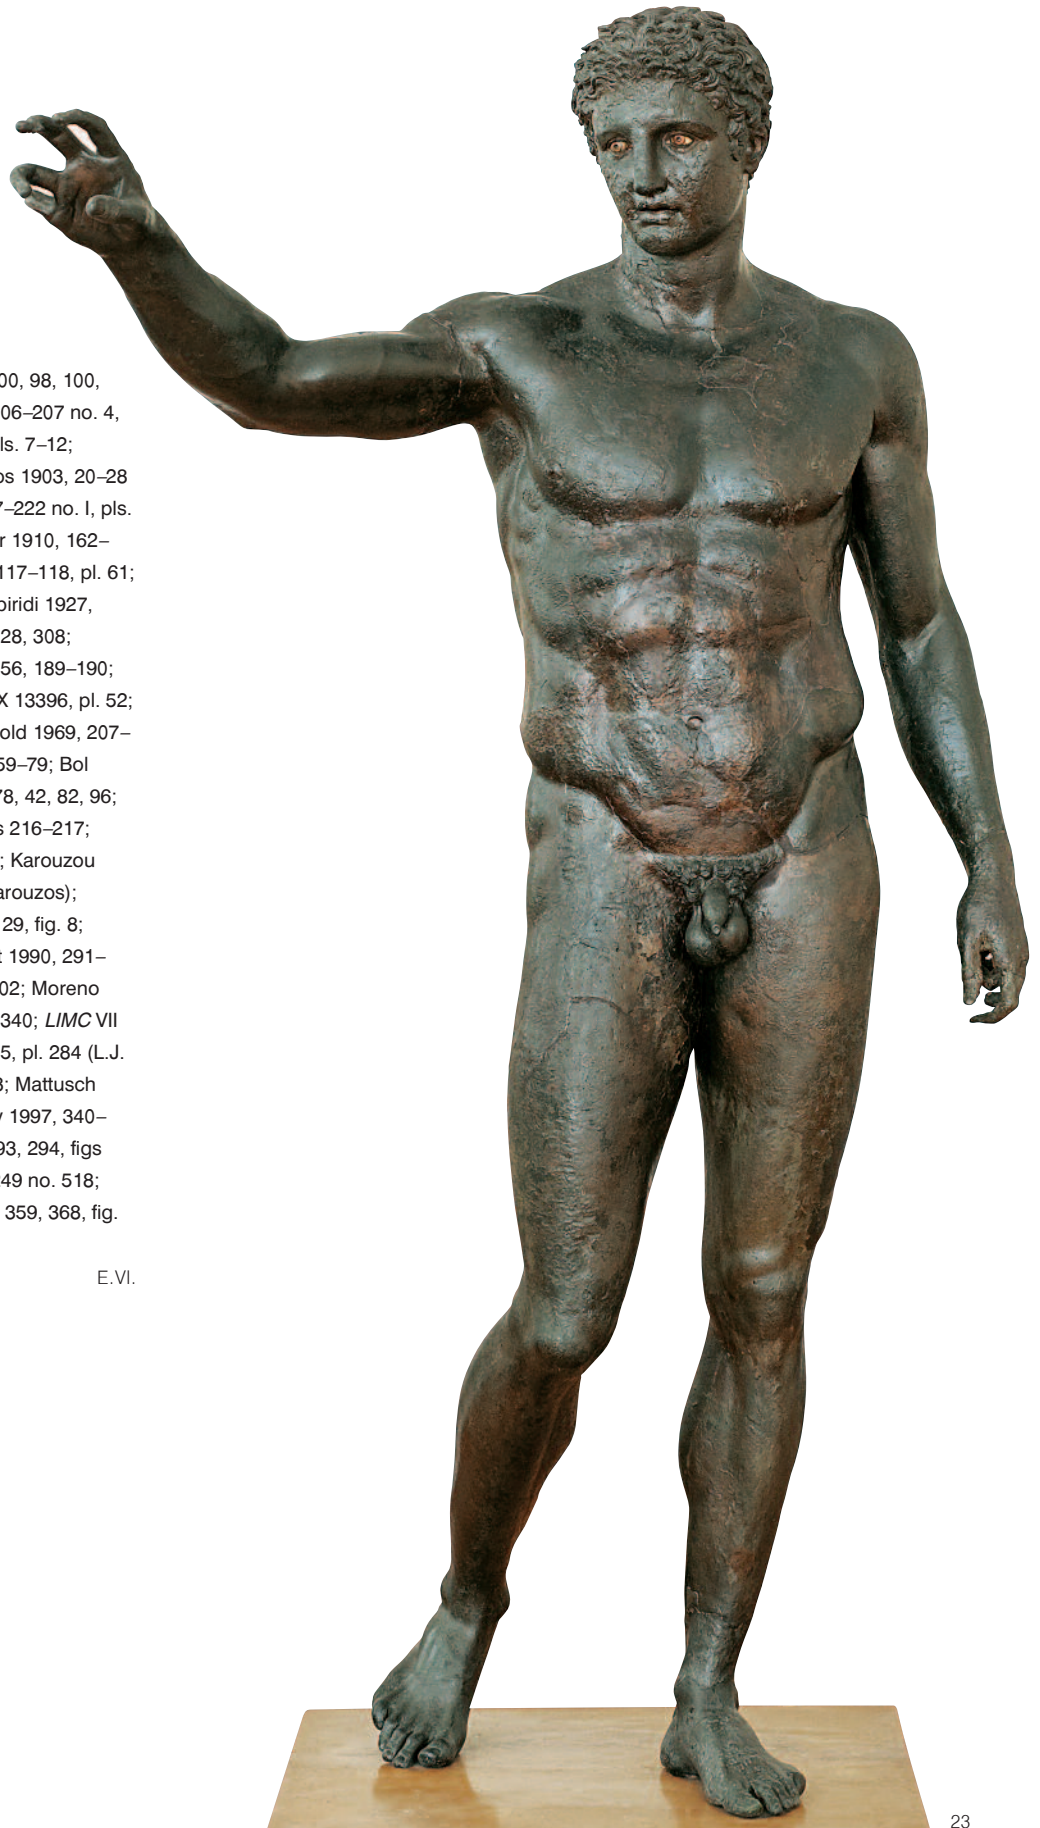 00, 98, 100,
06–207 no. 4,
ls. 7–12;
os 1903, 20–28
7–222 no. I, pls.
r 1910, 162–
117–118, pl. 61;
piridi 1927,
28, 308;
56, 189–190;
X 13396, pl. 52;
old 1969, 207–
59–79; Bol
78, 42, 82, 96;
s 216–217;
; Karouzou
arouzos);
29, fig. 8;
t 1990, 291–
02; Moreno
340; LIMC VII
5, pl. 284 (L.J.
3; Mattusch
y 1997, 340–
93, 294, figs
249 no. 518;
359, 368, fig.
E.VI.
23